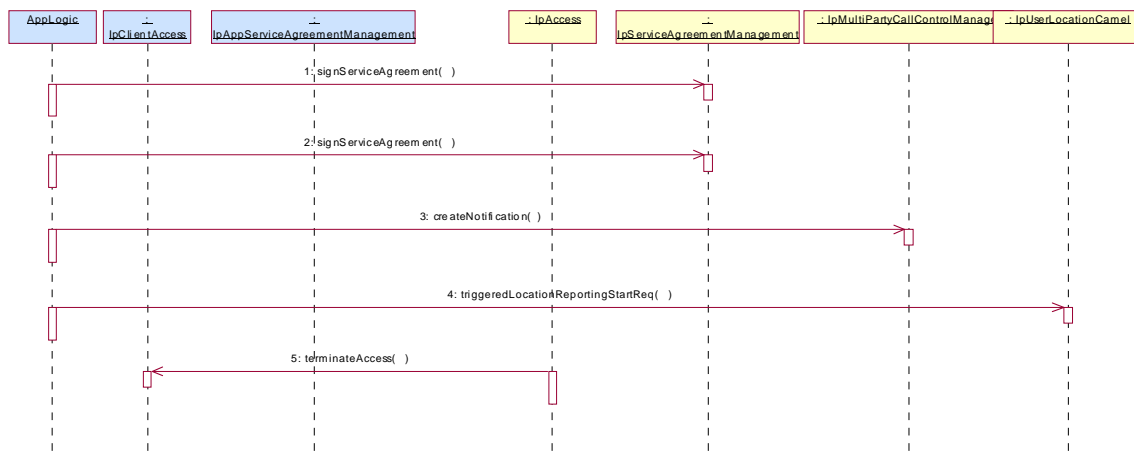 AppLogic
:
IpClientAccess
:
IpAppServiceAgreementManagement
: IpAccess
:
IpServiceAgreementManagement
: IpMultiPartyCallControlManage
: IpUserLocationCamel
1: signServiceAgreement( )
2: signServiceAgreement( )
3: createNotification( )
4: triggeredLocationReportingStartReq( )
5: terminateAccess( )